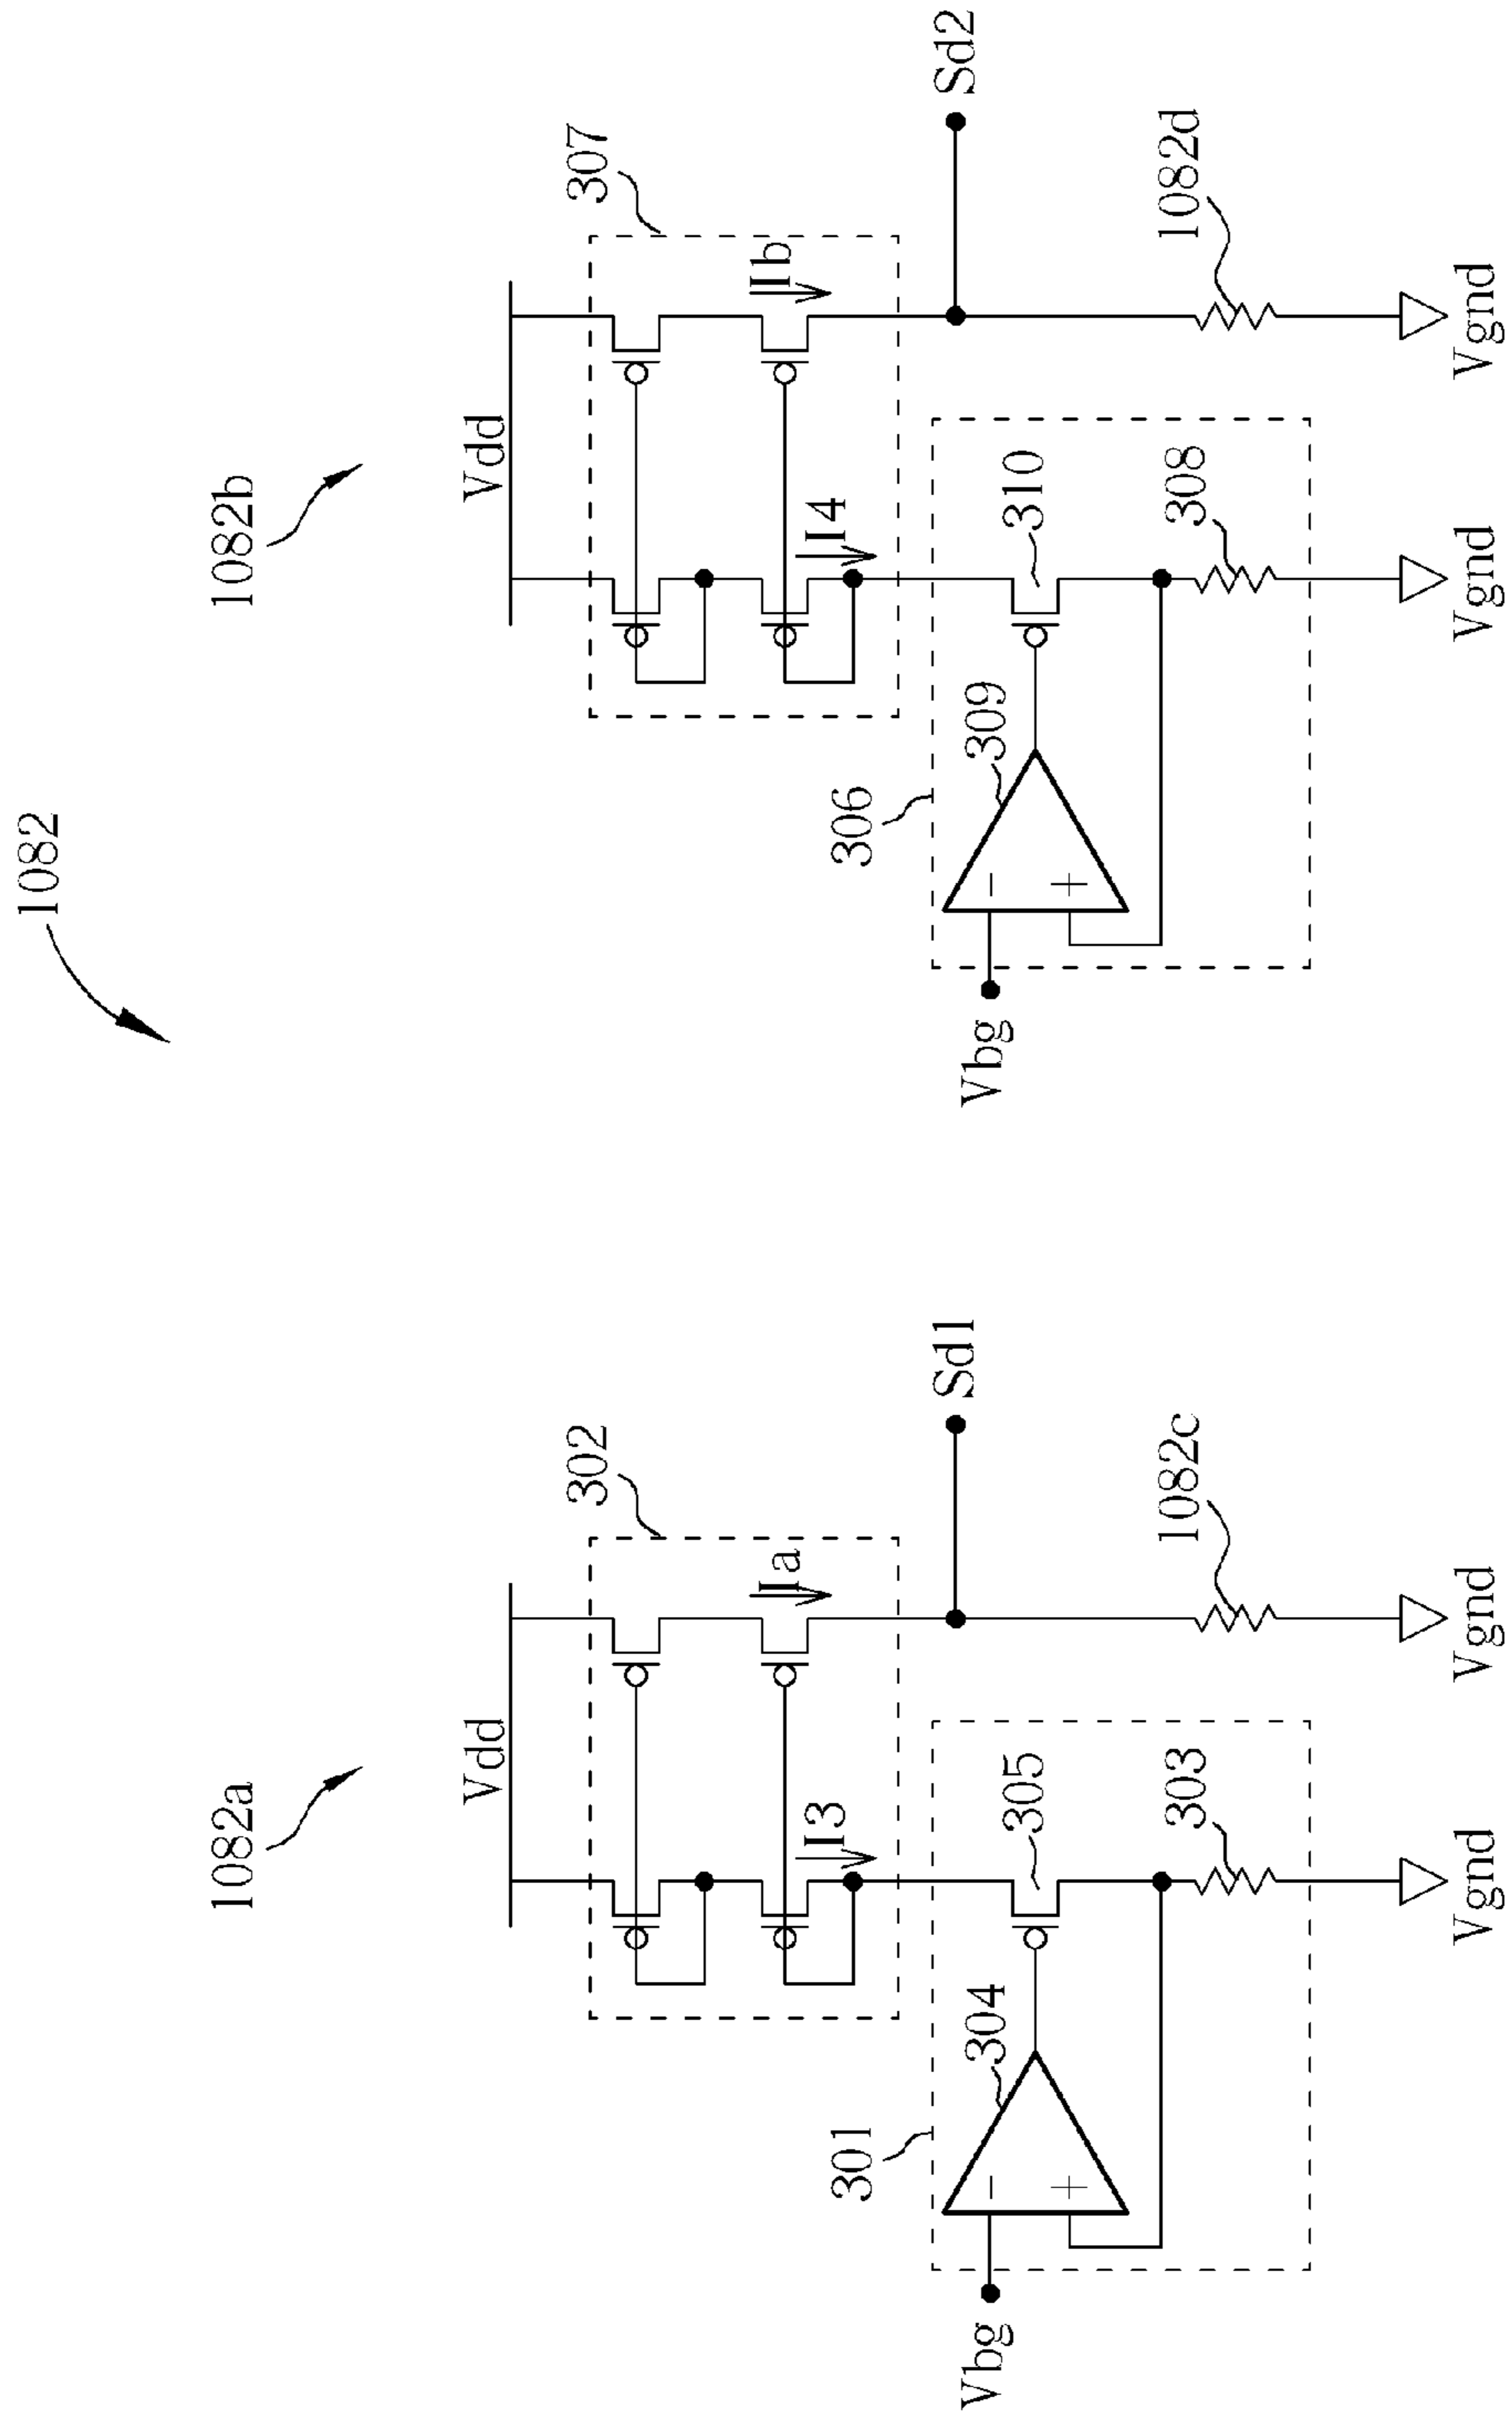 1082
1082a
1082b
Vdd
Vdd
302
307
Ia
Ib
I3
I4
301
306
Sd1
Sd2
304
309
305
310
Vbg
Vbg
-
+
-
+
303
308
1082c
1082d
Vgnd
Vgnd
Vgnd
Vgnd